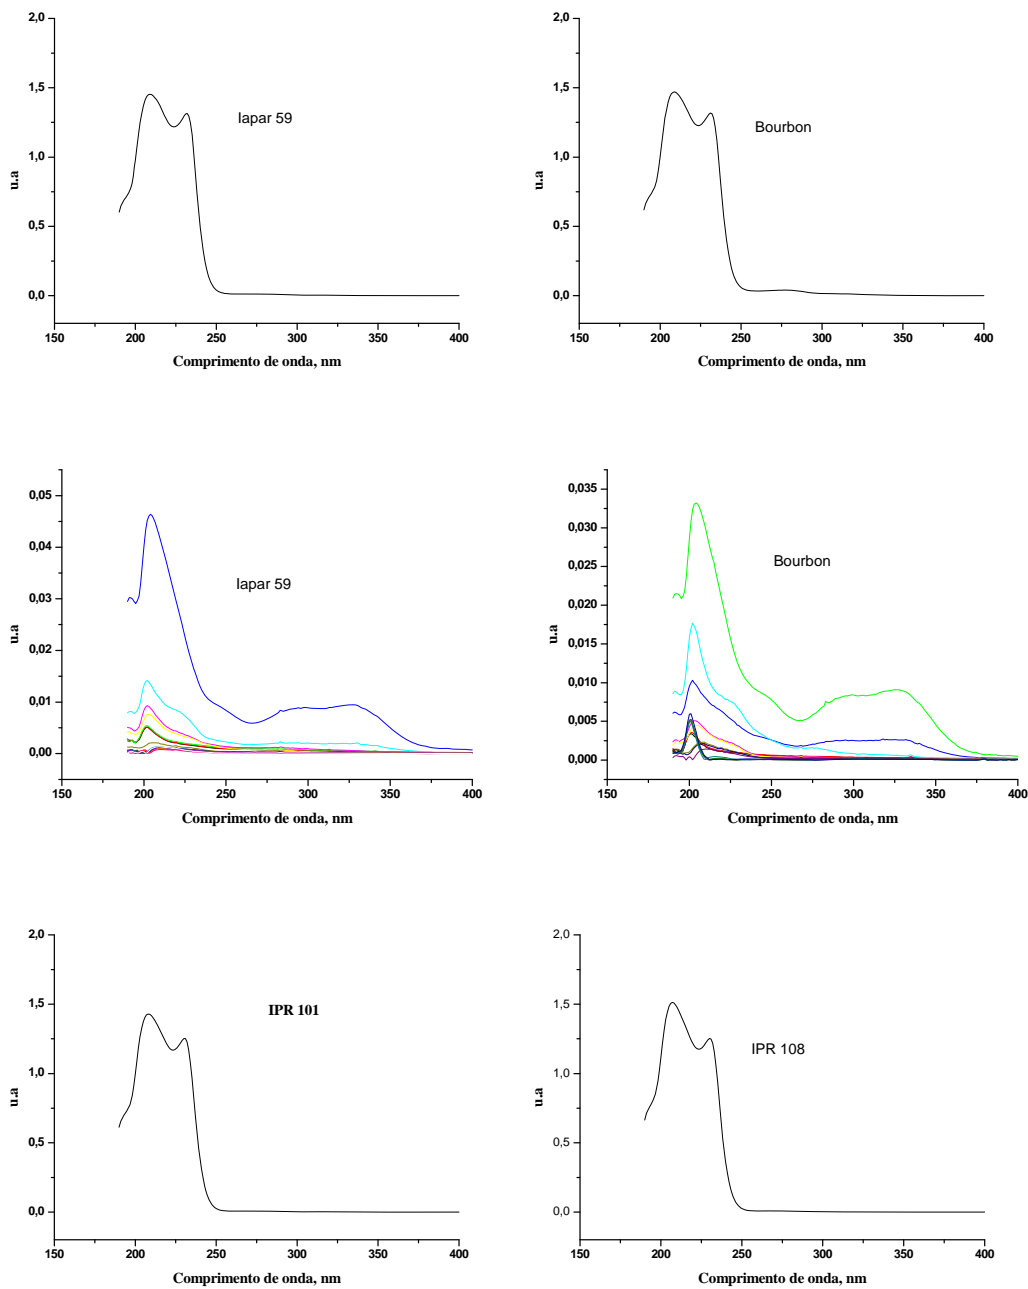 2,0
1,5
1,0
0,5
0,0
u.a
Iapar 59
150 200 250 300 350 400
Comprimento de onda, nm
2,0
1,5
1,0
0,5
0,0
u.a
Bourbon
150 200 250 300 350 400
Comprimento de onda, nm
0,05
0,04
0,03
0,02
0,01
0,00
u.a
Iapar 59
150 200 250 300 350 400
Comprimento de onda, nm
0,035
0,030
0,025
0,020
0,015
0,010
0,005
0,000
u.a
Bourbon
150 200 250 300 350 400
Comprimento de onda, nm
2,0
1,5
1,0
0,5
0,0
u.a
IPR 101
150 200 250 300 350 400
Comprimento de onda, nm
2,0
1,5
1,0
0,5
0,0
u.a
IPR 108
150 200 250 300 350 400
Comprimento de onda, nm